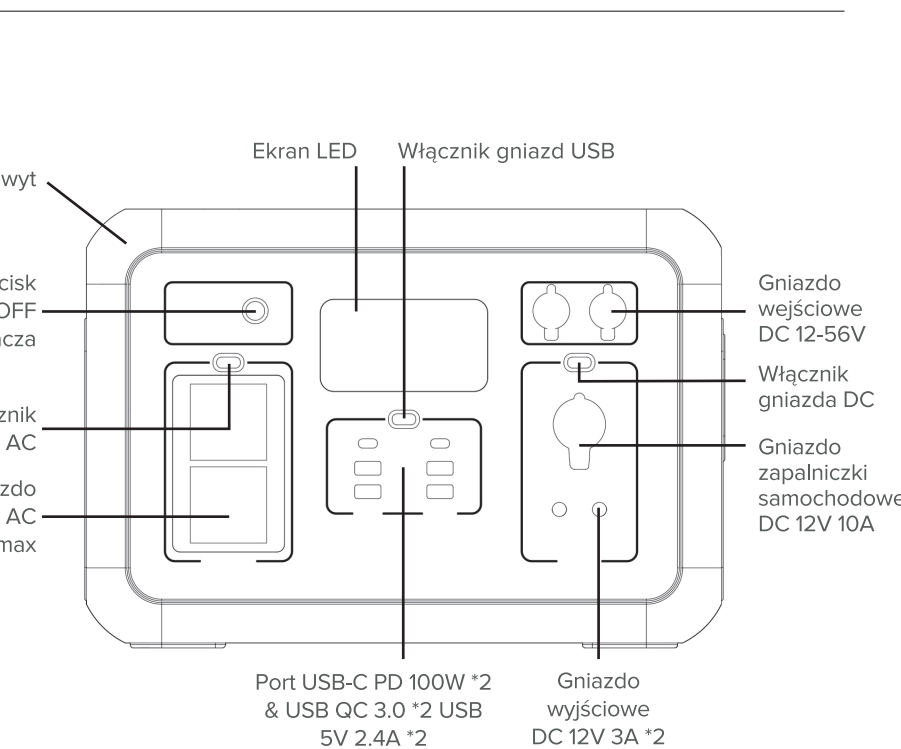 Ekran LED
Włącznik gniazd USB
wyt
cisk
OFF
cza
znik
AC
zdo
AC
max
Gniazdo
wejściowe
DC 12-56V
Włącznik
gniazda DC
Gniazdo
zapalniczki
samochodowe
DC 12V 10A
Port USB-C PD 100W *2
& USB QC 3.0 *2 USB
5V 2.4A *2
Gniazdo
wyjściowe
DC 12V 3A *2